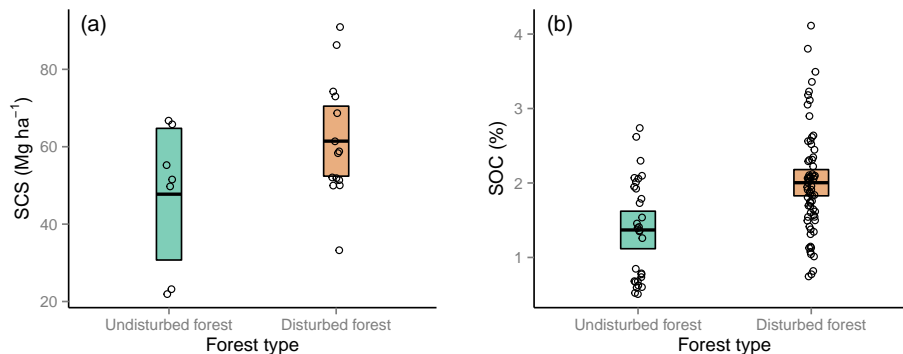 (a)
80
60
40
20
SCS (Mg ha⁻¹)
Undisturbed forest
Disturbed forest
Forest type
(b)
4
3
2
1
SOC (%)
Undisturbed forest
Disturbed forest
Forest type